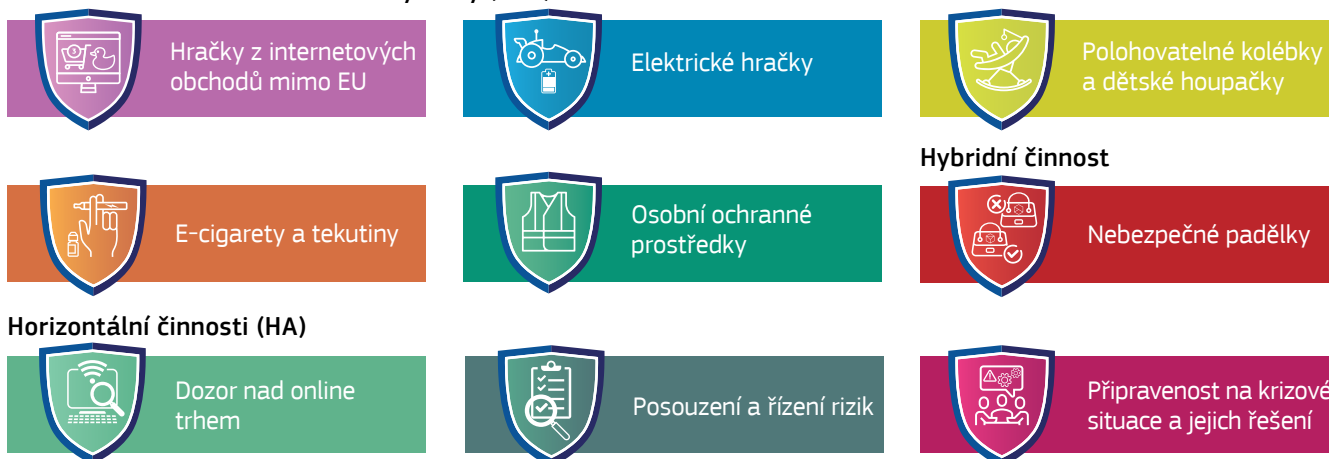 Hračky z internetových
obchodů mimo EU
Elektrické hračky
Polohovatelné kolébky
a dětské houpačky
Hybridní činnost
E-cigarety a tekutiny
Osobní ochranné
prostředky
Nebezpečné padělky
Horizontální činnosti (HA)
Dozor nad online
trhem
Posouzení a řízení rizik
Připravenost na krizové
situace a jejich řešení